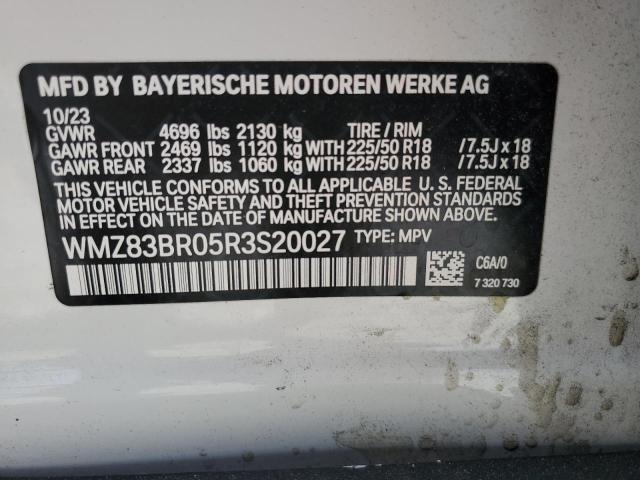 MFD BY BAYERISCHE MOTOREN WERKE AG
10/23
GVWR 4696 lbs 2130 kg TIRE / RIM
GAWR FRONT 2469 lbs 1120 kg WITH 225/50 R18 /7.5J x 18
GAWR REAR 2337 lbs 1060 kg WITH 225/50 R18 /7.5J x 18
THIS VEHICLE CONFORMS TO ALL APPLICABLE U. S. FEDERAL
MOTOR VEHICLE SAFETY AND THEFT PREVENTION STANDARDS
IN EFFECT ON THE DATE OF MANUFACTURE SHOWN ABOVE.
WMZ83BR05R3S20027 TYPE: MPV
C6A/0
7 320 730